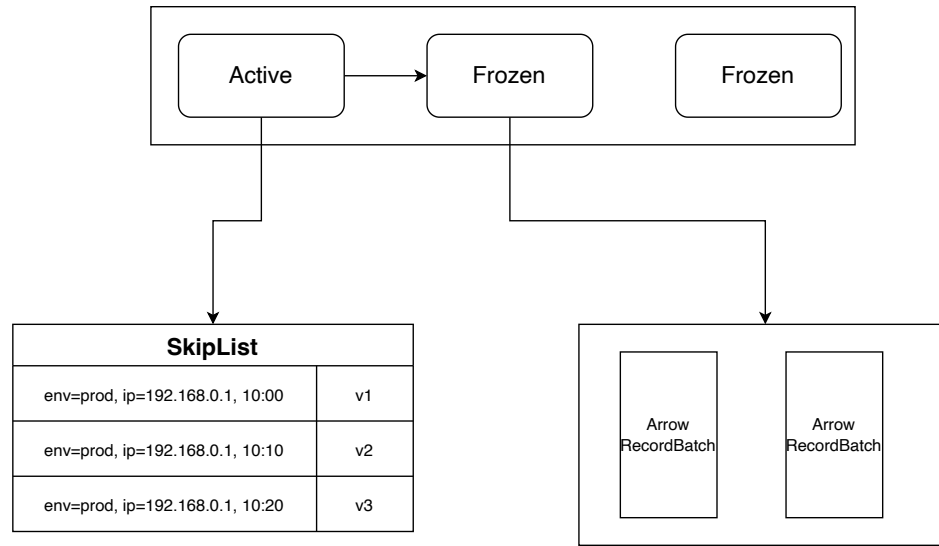 Active
Frozen
Frozen
SkipList
env=prod, ip=192.168.0.1, 10:00 v1
env=prod, ip=192.168.0.1, 10:10 v2
env=prod, ip=192.168.0.1, 10:20 v3
Arrow
RecordBatch
Arrow
RecordBatch